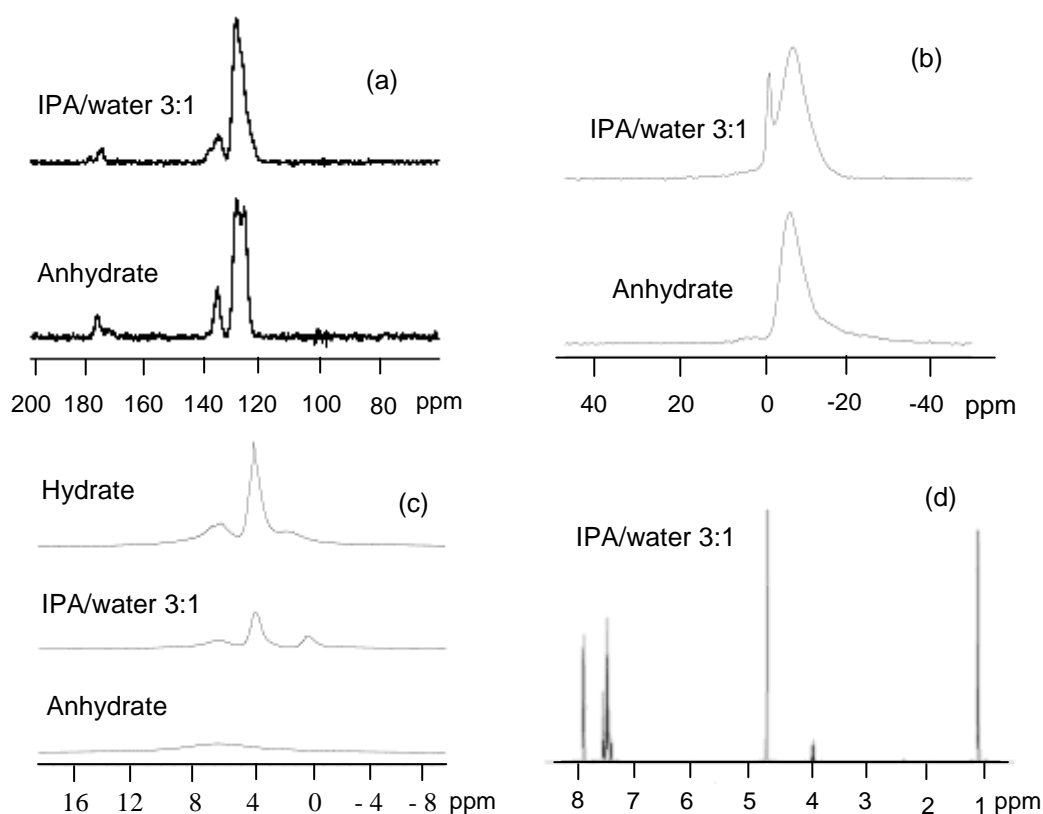 (a)
IPA/water 3:1
Anhydrate
200 180 160 140 120 100 80 ppm
(b)
IPA/water 3:1
Anhydrate
40 20 0 -20 -40 ppm
Hydrate
(c)
IPA/water 3:1
Anhydrate
16 12 8 4 0 - 4 - 8 ppm
(d)
IPA/water 3:1
8 7 6 5 4 3 2 1 ppm